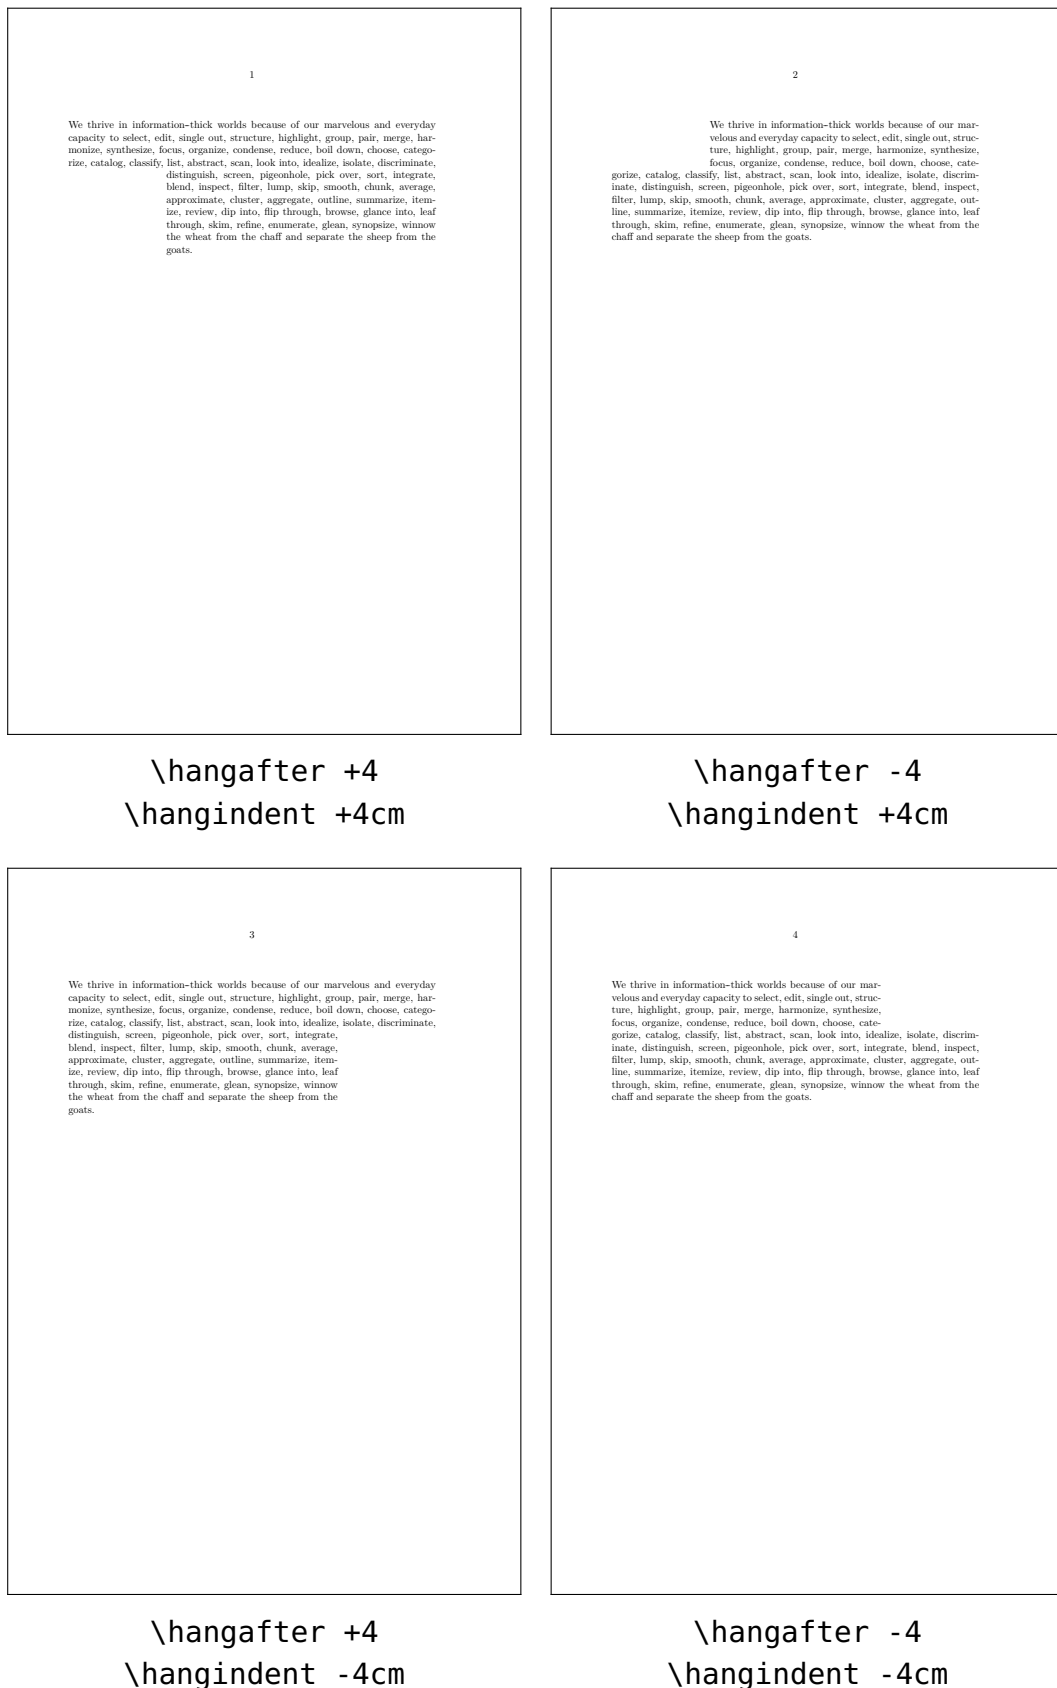 1
We thrive in information–thick worlds because of our marvelous and everyday
capacity to select, edit, single out, structure, highlight, group, pair, merge, har-
monize, synthesize, focus, organize, condense, reduce, boil down, choose, catego-
rize, catalog, classify, list, abstract, scan, look into, idealize, isolate, discriminate,
distinguish, screen, pigeonhole, pick over, sort, integrate,
blend, inspect, filter, lump, skip, smooth, chunk, average,
approximate, cluster, aggregate, outline, summarize, item-
ize, review, dip into, flip through, browse, glance into, leaf
through, skim, refine, enumerate, glean, synopsize, winnow
the wheat from the chaff and separate the sheep from the
goats.
\hangafter +4
\hangindent +4cm
2
We thrive in information–thick worlds because of our mar-
velous and everyday capacity to select, edit, single out, struc-
ture, highlight, group, pair, merge, harmonize, synthesize,
focus, organize, condense, reduce, boil down, choose, cate-
gorize, catalog, classify, list, abstract, scan, look into, idealize, isolate, discrim-
inate, distinguish, screen, pigeonhole, pick over, sort, integrate, blend, inspect,
filter, lump, skip, smooth, chunk, average, approximate, cluster, aggregate, out-
line, summarize, itemize, review, dip into, flip through, browse, glance into, leaf
through, skim, refine, enumerate, glean, synopsize, winnow the wheat from the
chaff and separate the sheep from the goats.
\hangafter -4
\hangindent +4cm
3
We thrive in information–thick worlds because of our marvelous and everyday
capacity to select, edit, single out, structure, highlight, group, pair, merge, har-
monize, synthesize, focus, organize, condense, reduce, boil down, choose, catego-
rize, catalog, classify, list, abstract, scan, look into, idealize, isolate, discriminate,
distinguish, screen, pigeonhole, pick over, sort, integrate,
blend, inspect, filter, lump, skip, smooth, chunk, average,
approximate, cluster, aggregate, outline, summarize, item-
ize, review, dip into, flip through, browse, glance into, leaf
through, skim, refine, enumerate, glean, synopsize, winnow
the wheat from the chaff and separate the sheep from the
goats.
\hangafter +4
\hangindent -4cm
4
We thrive in information–thick worlds because of our mar-
velous and everyday capacity to select, edit, single out, struc-
ture, highlight, group, pair, merge, harmonize, synthesize,
focus, organize, condense, reduce, boil down, choose, cate-
gorize, catalog, classify, list, abstract, scan, look into, idealize, isolate, discrim-
inate, distinguish, screen, pigeonhole, pick over, sort, integrate, blend, inspect,
filter, lump, skip, smooth, chunk, average, approximate, cluster, aggregate, out-
line, summarize, itemize, review, dip into, flip through, browse, glance into, leaf
through, skim, refine, enumerate, glean, synopsize, winnow the wheat from the
chaff and separate the sheep from the goats.
\hangafter -4
\hangindent -4cm